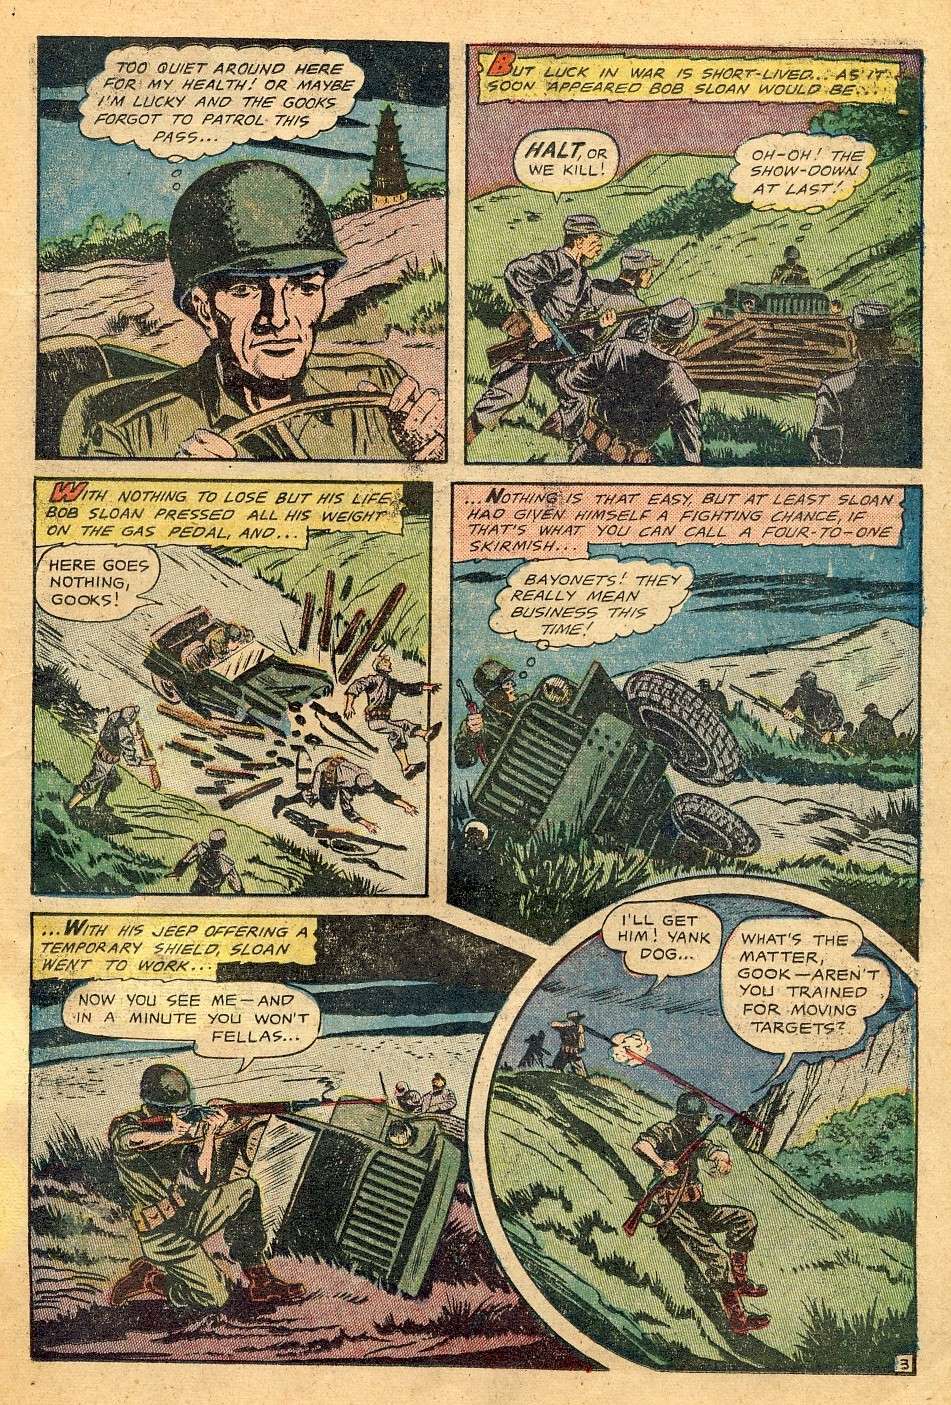 TOO QUIET AROUND HERE
FOR MY HEALTH! OR MAYBE
I'M LUCKY AND THE GOOKS
FORGOT TO PATROL THIS
PASS...
BUT LUCK IN WAR IS SHORT-LIVED... AS IT
SOON APPEARED BOB SLOAN WOULD BE...
HALT, OR
WE KILL!
OH-OH! THE
SHOW-DOWN
AT LAST!
WITH NOTHING TO LOSE BUT HIS LIFE,
BOB SLOAN PRESSED ALL HIS WEIGHT
ON THE GAS PEDAL, AND...
HERE GOES
NOTHING,
GOOKS!
...NOTHING IS THAT EASY, BUT AT LEAST SLOAN
HAD GIVEN HIMSELF A FIGHTING CHANCE, IF
THAT'S WHAT YOU CAN CALL A FOUR-TO-ONE
SKIRMISH...
BAYONETS! THEY
REALLY MEAN
BUSINESS THIS
TIME!
...WITH HIS JEEP OFFERING A
TEMPORARY SHIELD, SLOAN
WENT TO WORK...
NOW YOU SEE ME—AND
IN A MINUTE YOU WON'T
FELLAS...
I'LL GET
HIM! YANK
DOG...
WHAT'S THE
MATTER,
GOOK—AREN'T
YOU TRAINED
FOR MOVING
TARGETS?
3